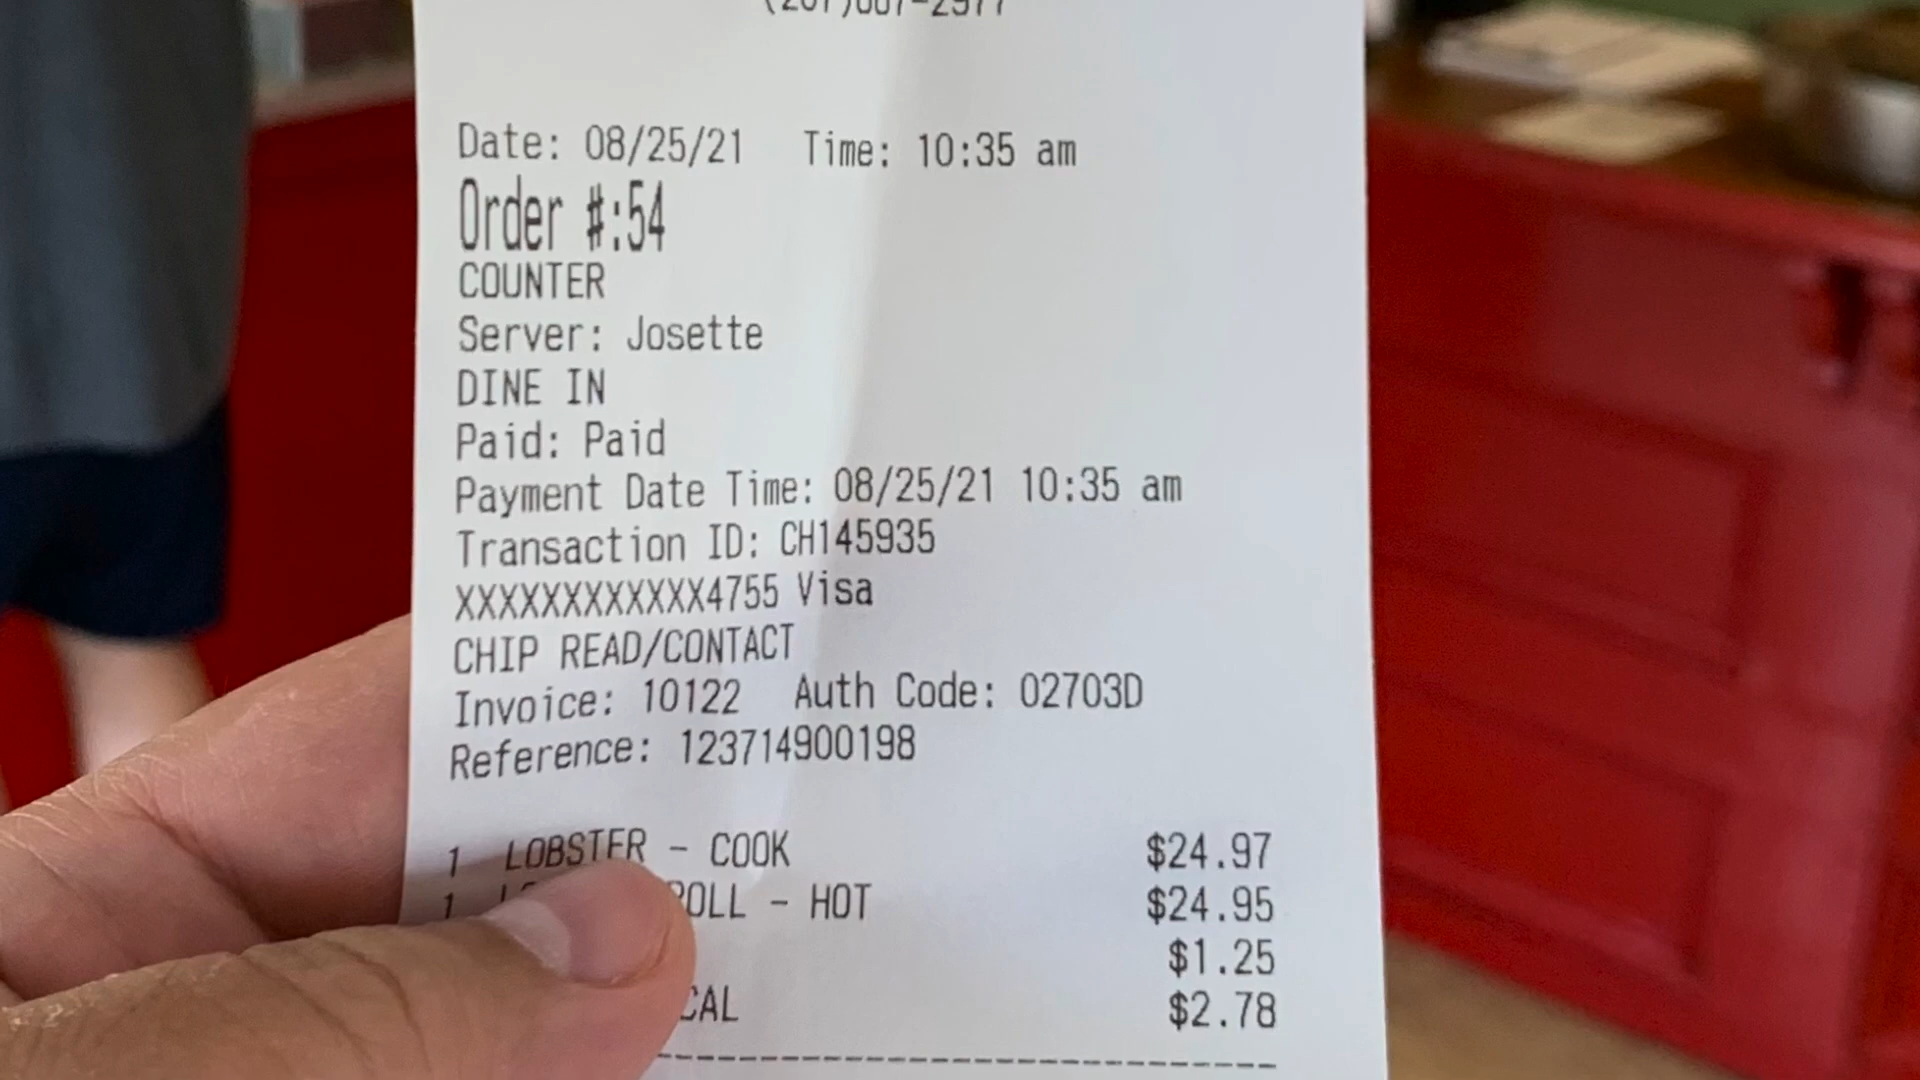 Date: 08/25/21 Time: 10:35 am
Order #:54
COUNTER
Server: Josette
DINE IN
Paid: Paid
Payment Date Time: 08/25/21 10:35 am
Transaction ID: CH145935
XXXXXXXXXXXX4755 Visa
CHIP READ/CONTACT
Invoice: 10122 Auth Code: 02703D
Reference: 123714900198
1 LOBSTER - COOK $24.97
1 ROLL - HOT $24.95
$1.25
CAL $2.78